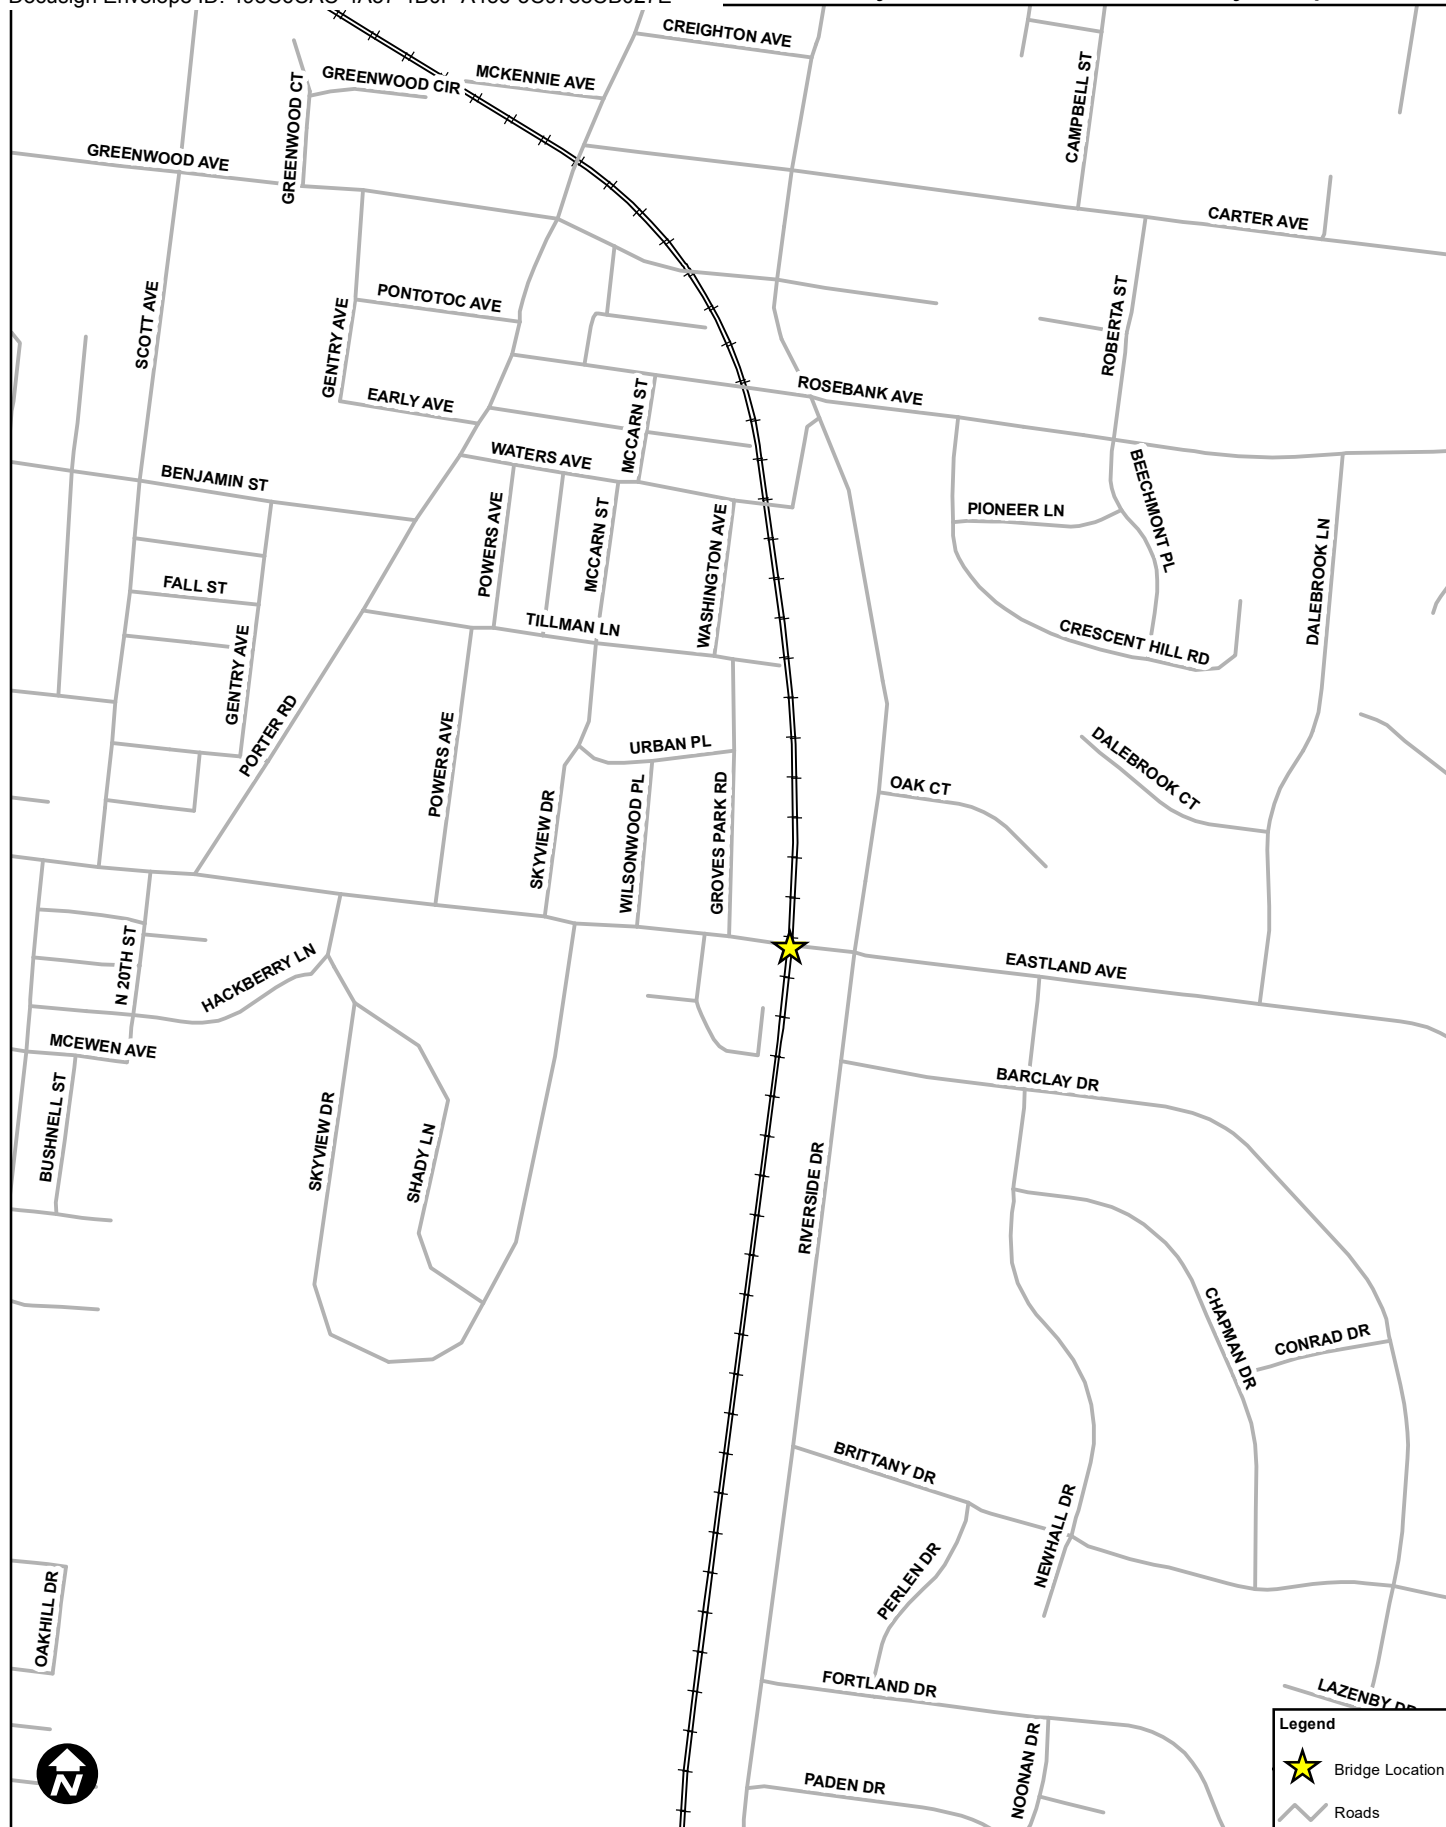 CREIGHTON AVE
MCKENNIE AVE
GREENWOOD CIR
GREENWOOD CT
CAMPBELL ST
GREENWOOD AVE
CARTER AVE
SCOTT AVE
GENTRY AVE
PONTOTOC AVE
ROBERTA ST
EARLY AVE
MCCARN ST
ROSEBANK AVE
WATERS AVE
BENJAMIN ST
BEECHMONT PL
PIONEER LN
POWERS AVE
MCCARN ST
WASHINGTON AVE
DALEBROOK LN
FALL ST
TILLMAN LN
CRESCENT HILL RD
GENTRY AVE
PORTER RD
POWERS AVE
URBAN PL
DALEBROOK CT
OAK CT
SKYVIEW DR
WILSONWOOD PL
GROVES PARK RD
N 20TH ST
HACKBERRY LN
EASTLAND AVE
MCEWEN AVE
BARCLAY DR
BUSHNELL ST
SKYVIEW DR
SHADY LN
RIVERSIDE DR
CHAPMAN DR
CONRAD DR
BRITTANY DR
NEWHALL DR
PERLEN DR
OAKHILL DR
FORTLAND DR
LAZENBY DR
NOONAN DR
PADEN DR
N
Legend
Bridge Location
Roads